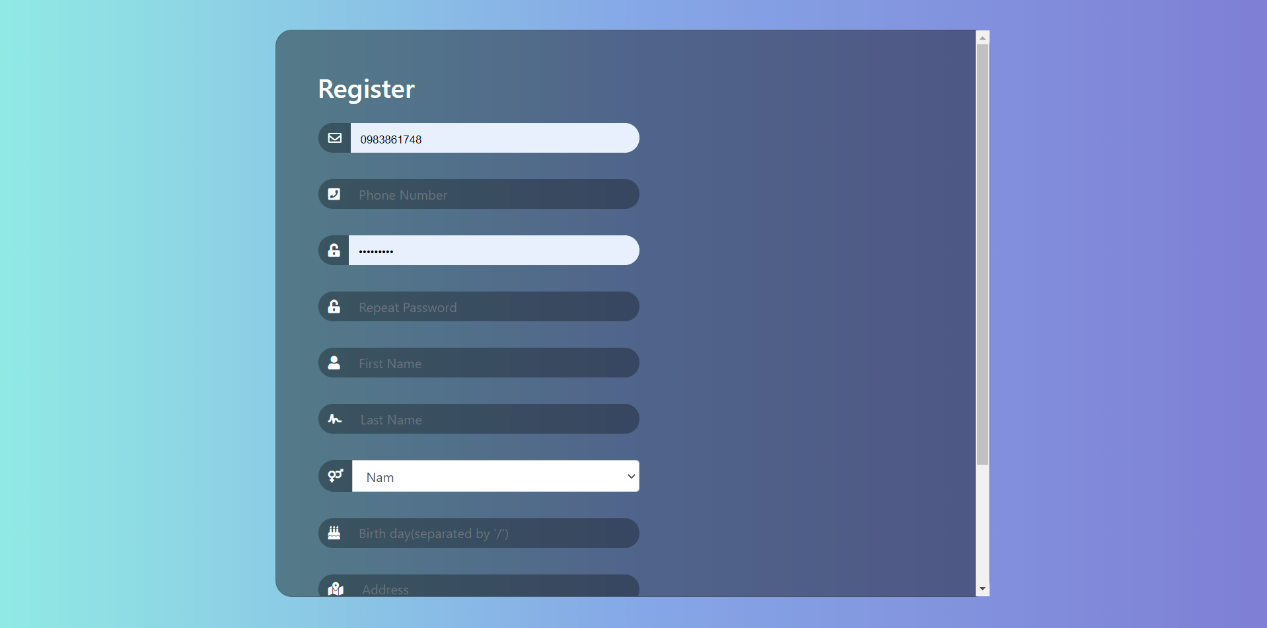 Register
0983861748
Phone Number
•••••••••
Repeat Password
First Name
Last Name
Nam
Birth day(separated by '/')
Address